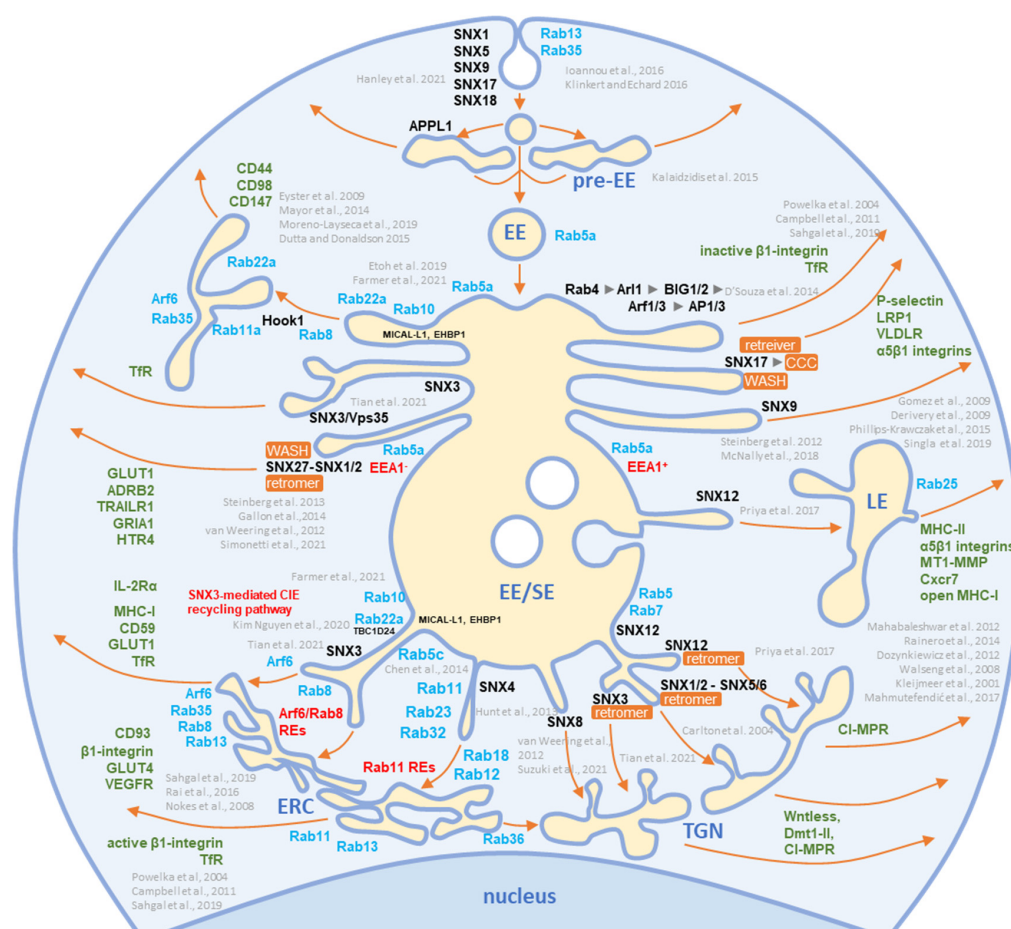 SNX1
SNX5
SNX9
SNX17
SNX18
Rab13
Rab35
Hanley et al. 2021
Ioannou et al., 2016
Klinkert and Echard 2016
APPL1
pre-EE
Kalaidzidis et al. 2015
CD44
CD98
CD147
Eyster et al. 2009
Mayor et al., 2014
Moreno-Layseca et al., 2019
Dutta and Donaldson 2015
EE
Rab5a
Powelka et al. 2004
Campbell et al., 2011
Sahgal et al., 2019
inactive β1-integrin
TfR
Rab22a
Etoh et al. 2019
Farmer et al., 2021
Rab5a
Rab22a
Rab10
Rab4 ▶ Arl1 ▶ BIG1/2 ▶ D'Souza et al., 2014
Arf1/3 ▶ AP1/3
Arf6
Rab35
Rab11a
Hook1
Rab8
MICAL-L1, EHBP1
P-selectin
LRP1
VLDLR
α5β1 integrins
retreiver
SNX17 ▶ CCC
WASH
TfR
SNX3
Tian et al. 2021
SNX3/Vps35
SNX9
Gomez et al., 2009
Derivery et al., 2009
Phillips-Krawczak et al., 2015
Singla et al. 2019
WASH
Rab5a
SNX27-SNX1/2
EEA1-
retromer
Rab5a
EEA1+
Steinberg et al. 2012
McNally et al., 2018
GLUT1
ADRB2
TRAILR1
GRIA1
HTR4
Steinberg et al. 2013
Gallon et al., 2014
van Weering et al., 2012
Simonetti et al., 2021
SNX12
Priya et al. 2017
LE
Rab25
MHC-II
α5β1 integrins
MT1-MMP
Cxcr7
open MHC-I
EE/SE
Farmer et al., 2021
IL-2Rα
SNX3-mediated CIE
recycling pathway
Rab10
Kim Nguyen et al., 2020
Rab22a
TBC1D24
MICAL-L1, EHBP1
Rab5
Rab7
SNX12
MHC-I
CD59
GLUT1
TfR
Tian et al., 2021
SNX3
Arf6
Rab8
Rab5c
Chen et al., 2014
SNX12
retromer
Priya et al., 2017
Mahabaleshwar et al., 2012
Rainero et al., 2014
Dozynkiewicz et al., 2012
Walseng et al., 2008
Kleijmeer et al., 2001
Mahmutefendić et al., 2017
Arf6
Rab35
Rab8
Rab13
Arf6/Rab8
REs
Rab11
Rab23
Rab32
SNX4
Hunt et al., 2013
SNX8
SNX3
retromer
SNX1/2 - SNX5/6
retromer
Carlton et al. 2004
CI-MPR
CD93
β1-integrin
GLUT4
VEGFR
Sahgal et al., 2019
Rai et al., 2016
Nokes et al., 2008
Rab11 REs
Rab18
Rab12
van Weering et al.,
2012
Suzuki et al., 2021
Tian et al., 2021
ERC
Rab11
Rab13
Rab36
TGN
Wntless,
Dmt1-II,
CI-MPR
active β1-integrin
TfR
Powelka et al, 2004
Campbell et al., 2011
Sahgal et al., 2019
nucleus